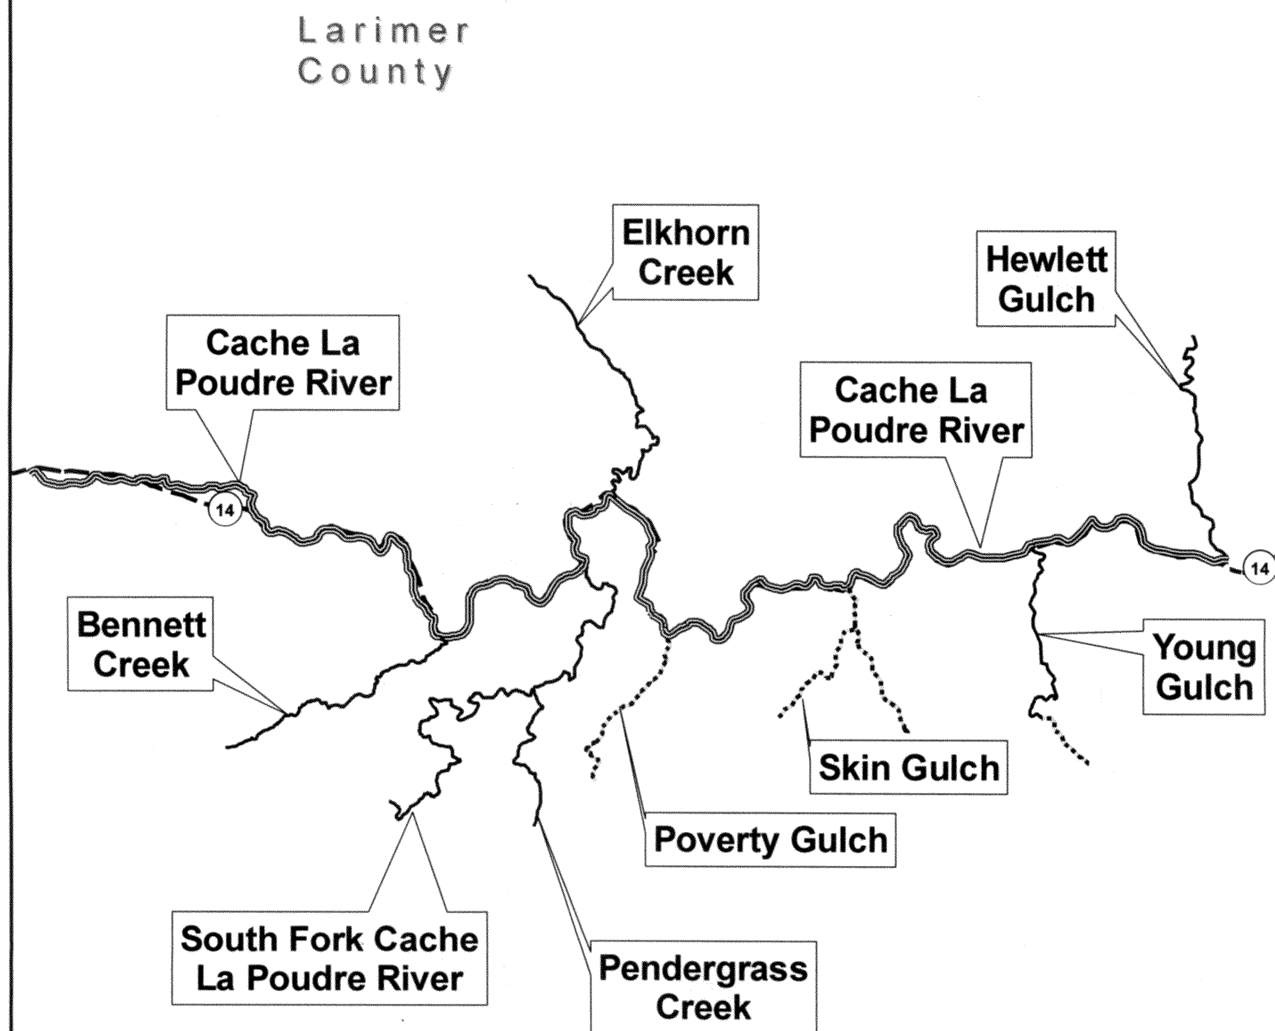 Larimer
County
Elkhorn
Creek
Hewlett
Gulch
Cache La
Poudre River
Cache La
Poudre River
14
14
Bennett
Creek
Young
Gulch
Skin Gulch
Poverty Gulch
South Fork Cache
La Poudre River
Pendergrass
Creek